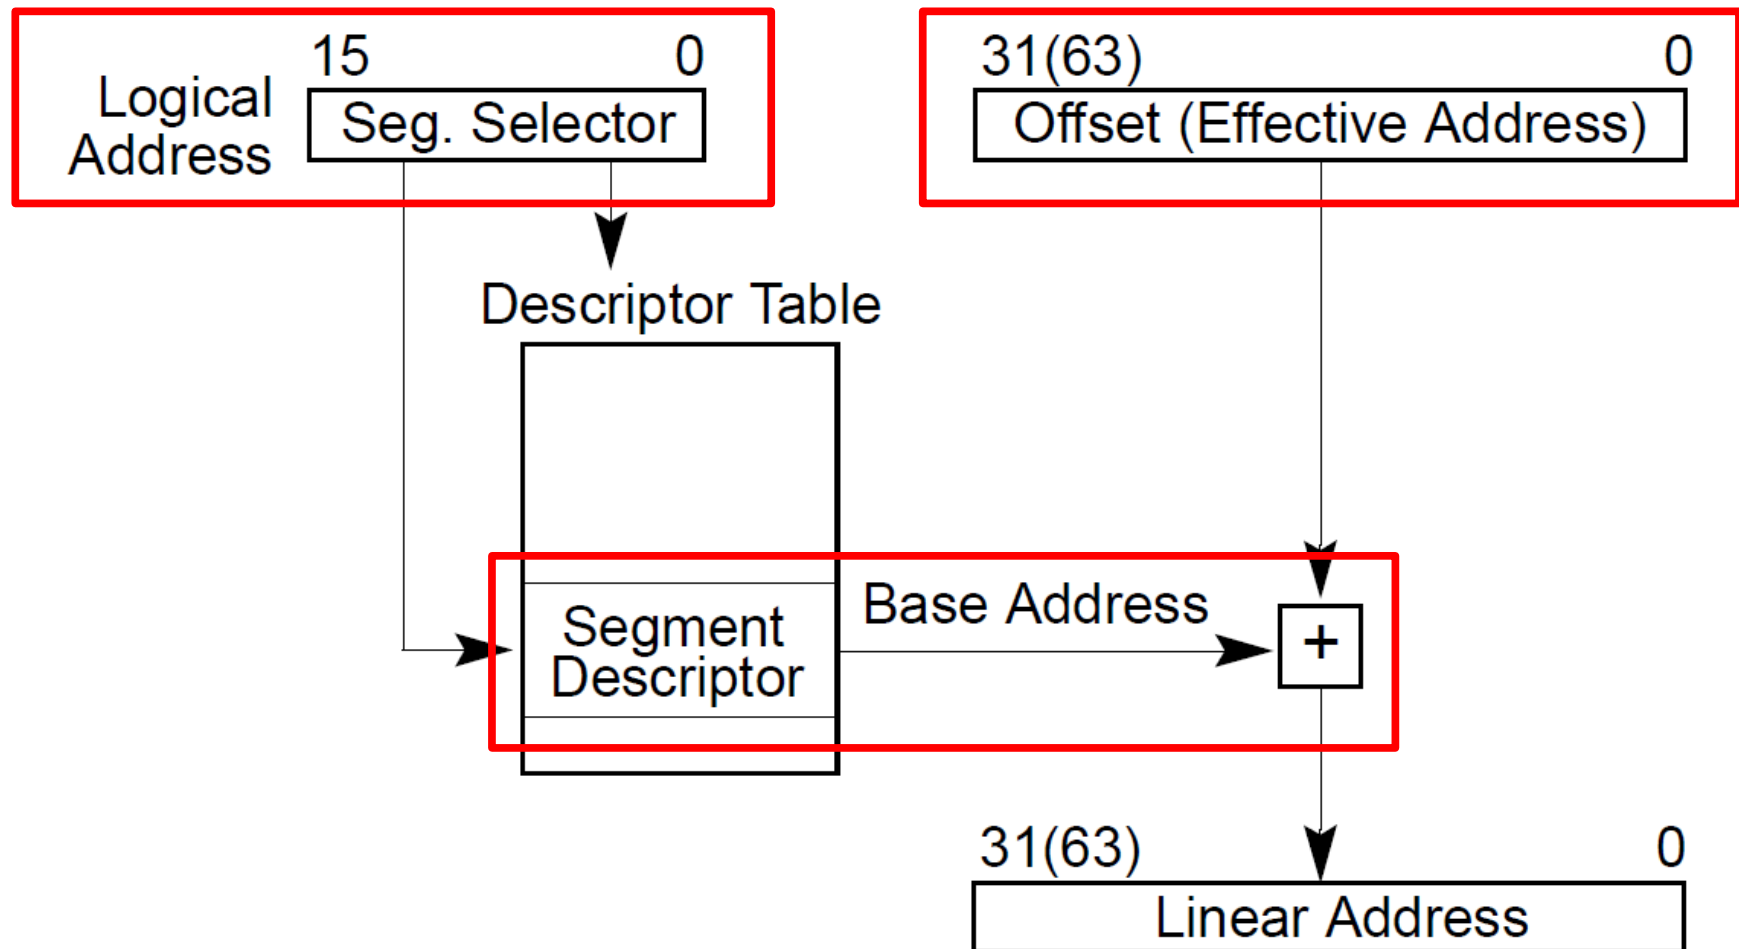 15 0
31(63) 0
Logical
Address
Seg. Selector
Offset (Effective Address)
Descriptor Table
Base Address
Segment
Descriptor
+
31(63) 0
Linear Address